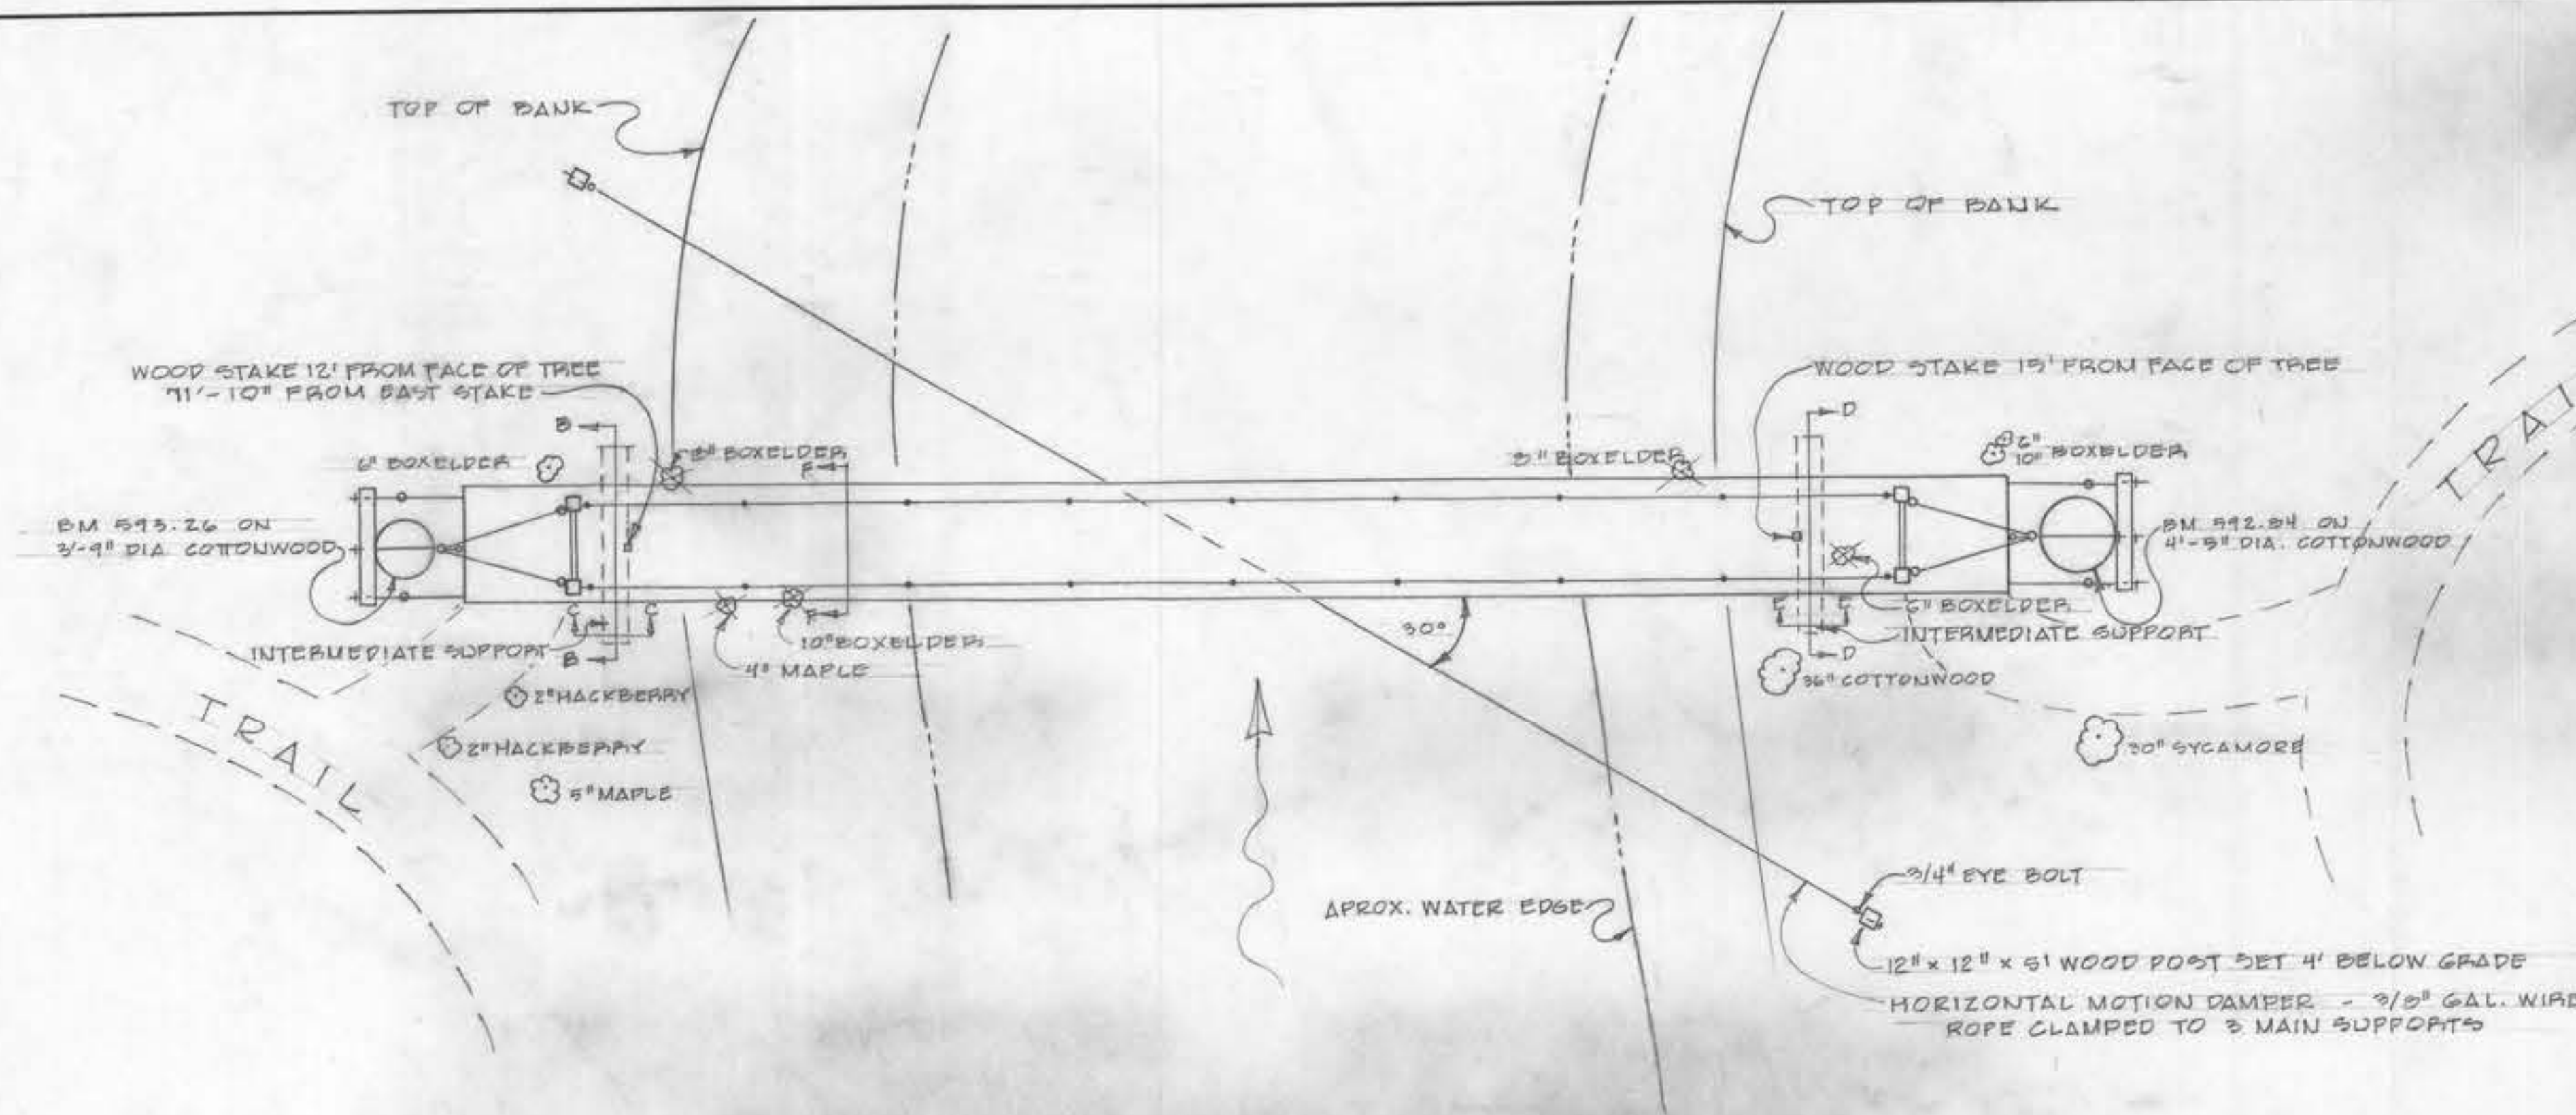 TOP OF BANK
TOP OF BANK
WOOD STAKE 12' FROM FACE OF TREE
71'-10" FROM EAST STAKE
WOOD STAKE 15' FROM FACE OF TREE
B
D
6" BOXELDER
8" BOXELDER
F
3" BOXELDER
2"
10" BOXELDER
TRAI
BM 593.26 ON
3'-9" DIA. COTTONWOOD
BM 592.84 ON
4'-5" DIA. COTTONWOOD
C
C
F
E
E
6" BOXELDER
INTERMEDIATE SUPPORT
B
10" BOXELDER
4" MAPLE
30°
INTERMEDIATE SUPPORT
D
36" COTTONWOOD
2" HACKBERRY
TRAIL
2" HACKBERRY
30" SYCAMORE
5" MAPLE
3/4" EYE BOLT
APROX. WATER EDGE
12" x 12" x 5' WOOD POST SET 4' BELOW GRADE
HORIZONTAL MOTION DAMPER - 3/8" GAL. WIRE
ROPE CLAMPED TO 3 MAIN SUPPORTS